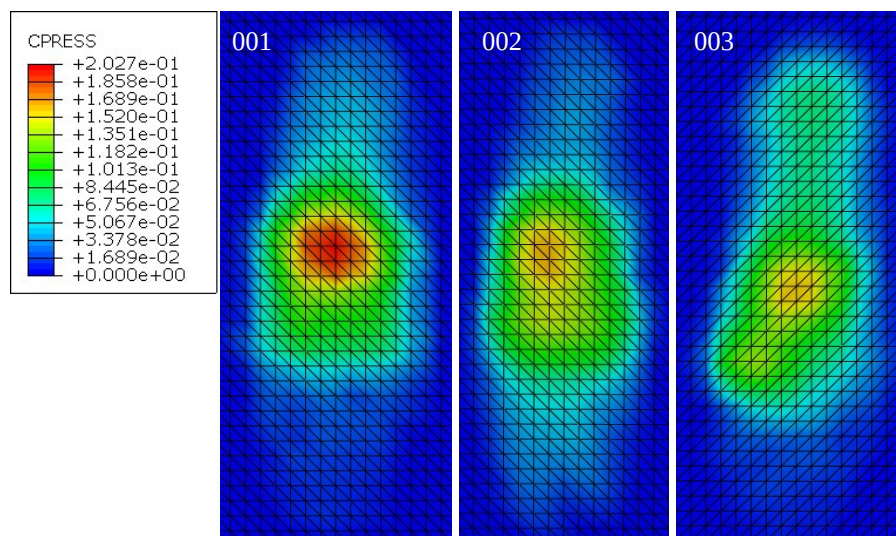 CPRESS
+2.027e-01
+1.858e-01
+1.689e-01
+1.520e-01
+1.351e-01
+1.182e-01
+1.013e-01
+8.445e-02
+6.756e-02
+5.067e-02
+3.378e-02
+1.689e-02
+0.000e+00
001
002
003